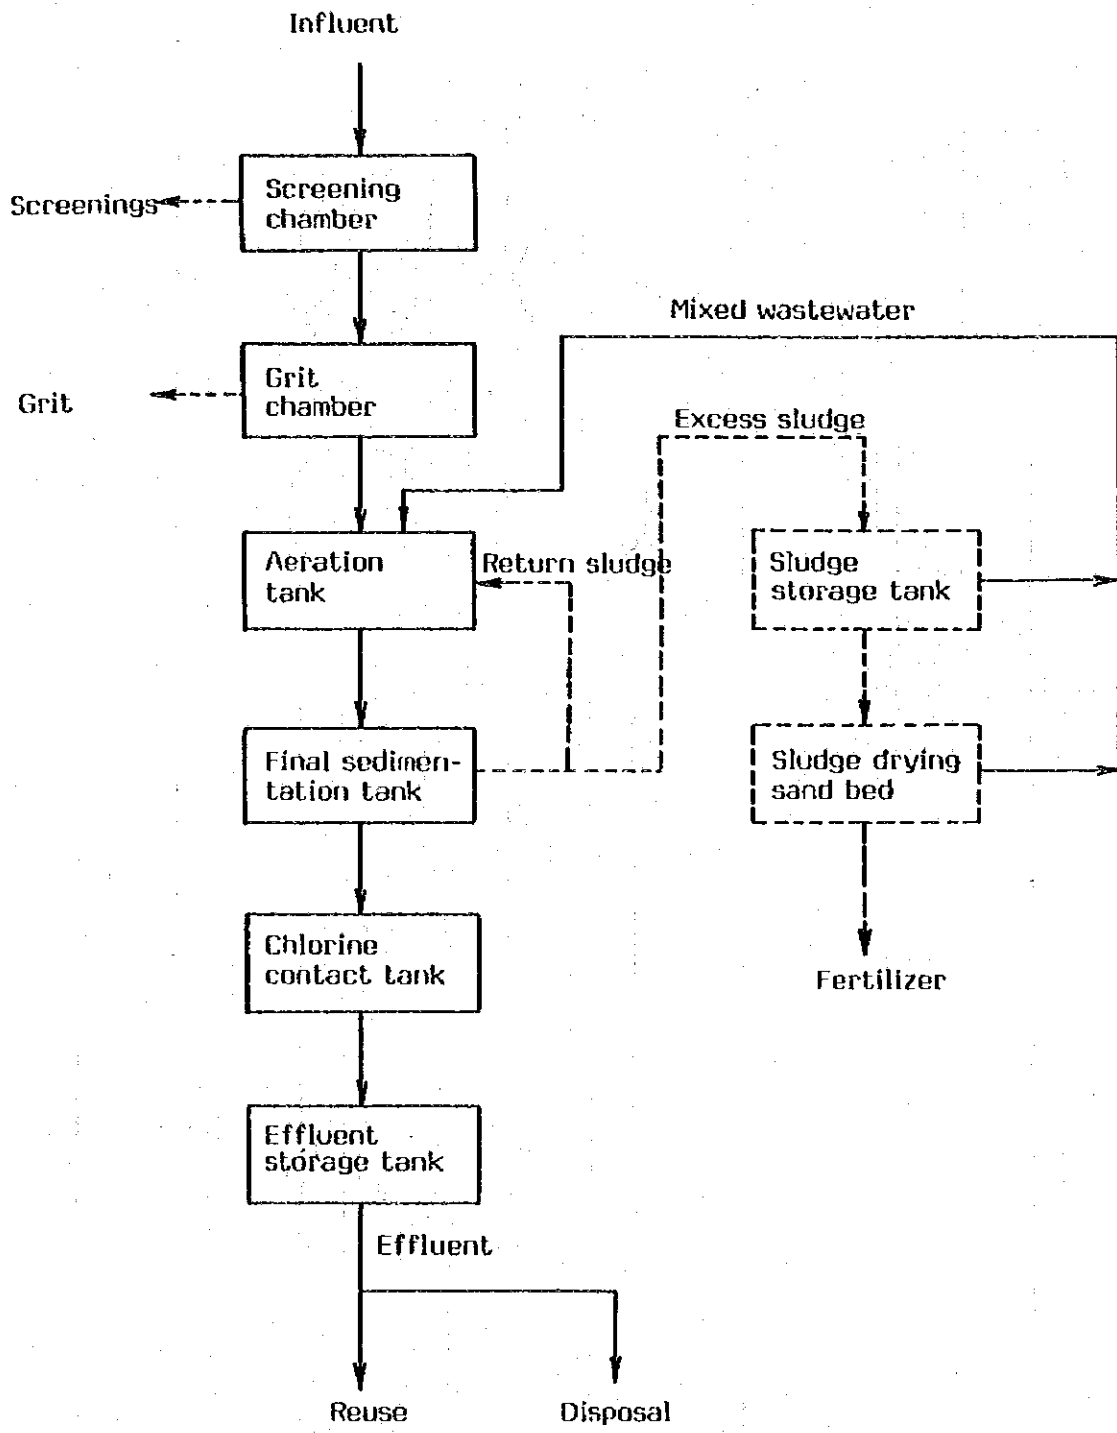 Influent
Screening
chamber
Screenings
Mixed wastewater
Grit
chamber
Grit
Excess sludge
Aeration
tank
Return sludge
Sludge
storage tank
Final sedimen-
tation tank
Sludge drying
sand bed
Chlorine
contact tank
Fertilizer
Effluent
storage tank
Effluent
Reuse
Disposal